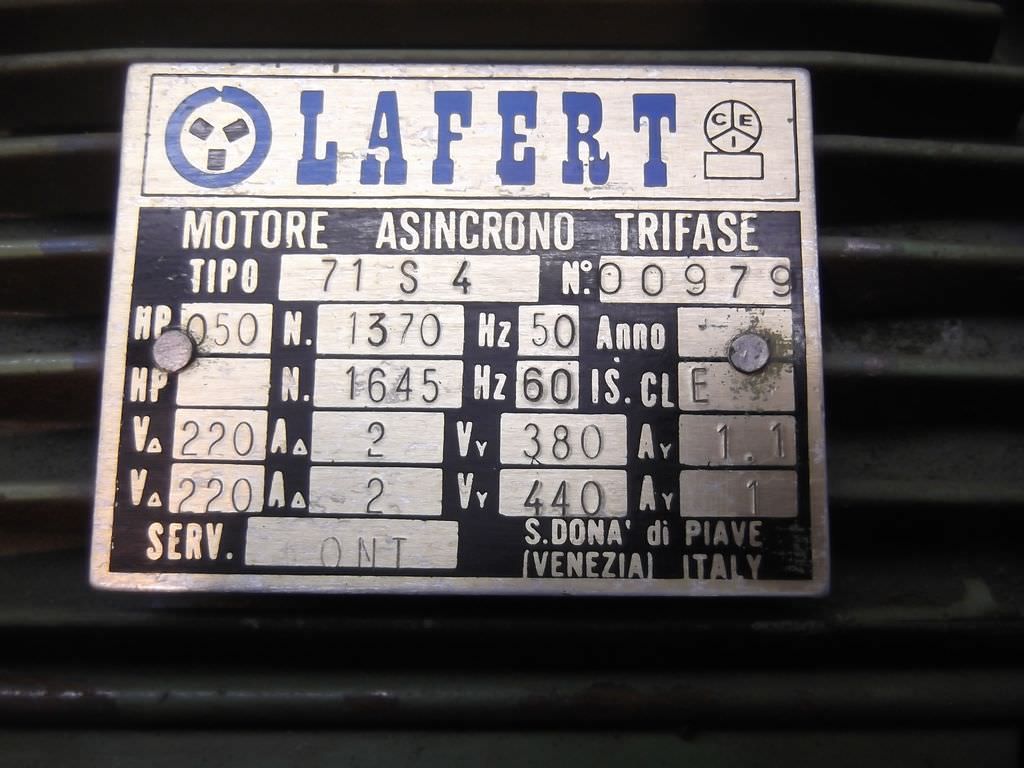 LAFERT
CEI
MOTORE ASINCRONO TRIFASE
TIPO 71 S 4 N.º 00979
HP 050 N. 1370 Hz 50 Anno
HP N. 1645 Hz 60 IS. CL E
V△ 220 A△ 2 VY 380 AY 1.1
V△ 220 A△ 2 VY 440 AY 1
SERV. ONT S.DONA' di PIAVE
(VENEZIA) ITALY